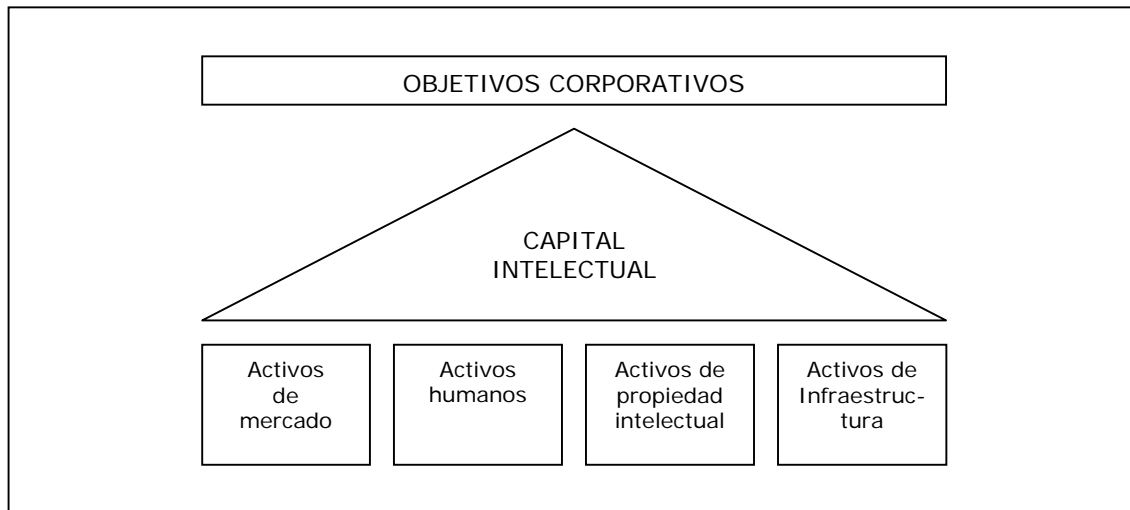 OBJETIVOS CORPORATIVOS
CAPITAL
INTELECTUAL
Activos
de
mercado
Activos
humanos
Activos de
propiedad
intelectual
Activos de
Infraestruc-
tura